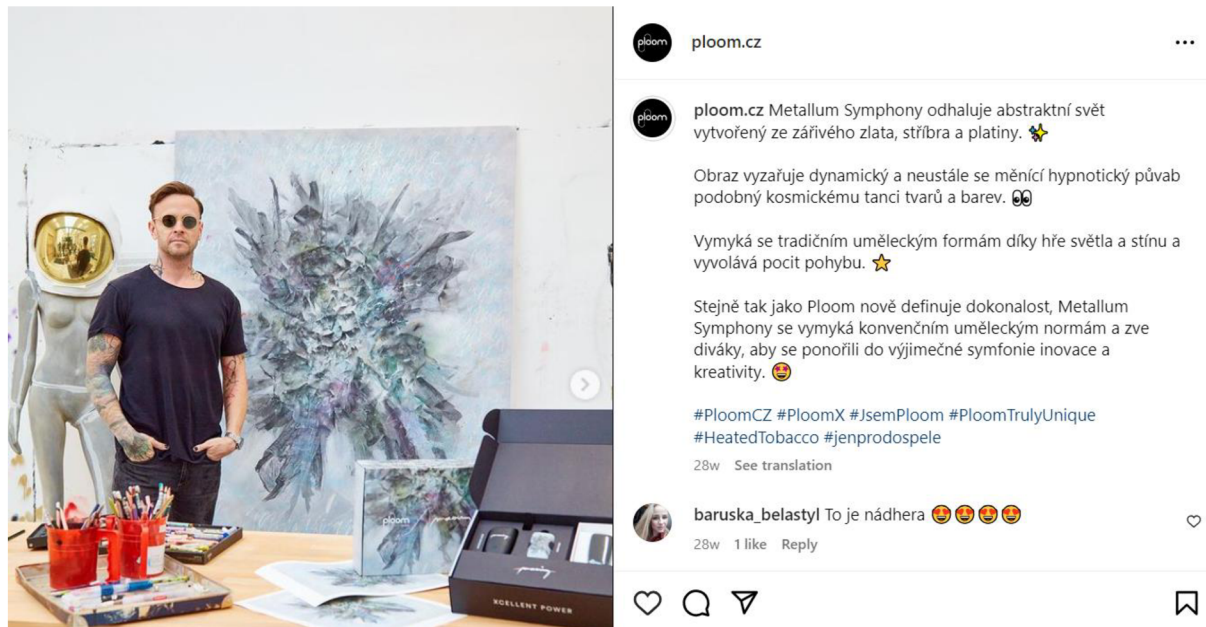 ploom
ploom.cz
ploom
ploom.cz Metallum Symphony odhaluje abstraktní svět
vytvořený ze zářivého zlata, stříbra a platiny. ✨
Obraz vyzařuje dynamický a neustále se měnící hypnotický půvab
podobný kosmickému tanci tvarů a barev. 👀
Vymyká se tradičním uměleckým formám díky hře světla a stínu a
vyvolává pocit pohybu. ⭐
Stejně tak jako Ploom nově definuje dokonalost, Metallum
Symphony se vymyká konvenčním uměleckým normám a zve
diváky, aby se ponořili do výjimečné symfonie inovace a
kreativity. 🤩
#PloomCZ #PloomX #JsemPloom #PloomTrulyUnique
#HeatedTobacco #jenprodospele
28w See translation
baruska_belastyl To je nádhera 😍😍😍😍
28w 1 like Reply
ploom
XCELLENT POWER